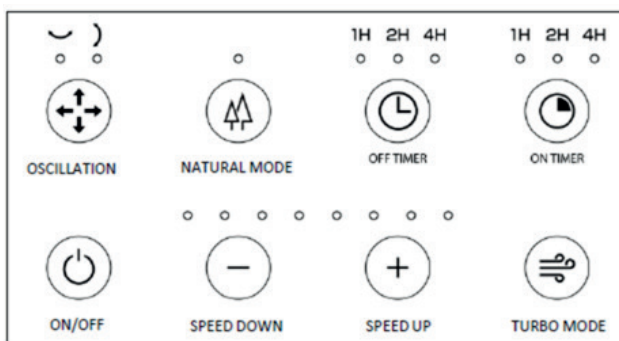 1H 2H 4H 1H 2H 4H
OSCILLATION NATURAL MODE OFF TIMER ON TIMER
ON/OFF SPEED DOWN SPEED UP TURBO MODE